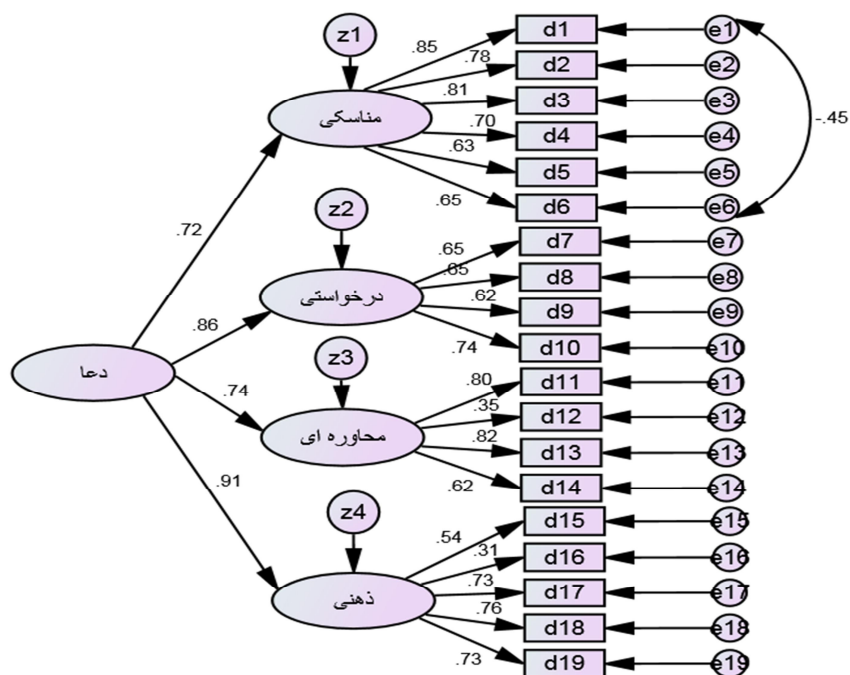 z1
مناسکی
.85
.78
.81
.70
.63
.65
d1
d2
d3
d4
d5
d6
e1
e2
e3
e4
e5
e6
-.45
.72
z2
درخواستی
.65
.65
.62
.74
d7
d8
d9
d10
e7
e8
e9
e10
.86
دعا
z3
محاوره ای
.80
.35
.82
.62
d11
d12
d13
d14
e11
e12
e13
e14
.74
.91
z4
ذهنی
.54
.31
.73
.76
.73
d15
d16
d17
d18
d19
e15
e16
e17
e18
e19